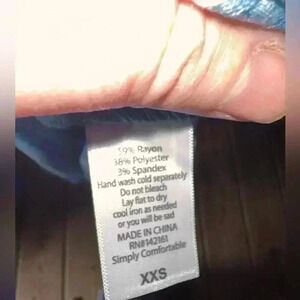 59% Rayon
38% Polyester
3% Spandex
Hand wash cold seperately
Do not bleach
Lay flat to dry
cool iron as needed
or you will be sad
MADE IN CHINA
RN#142161
Simply Comfortable
XXS